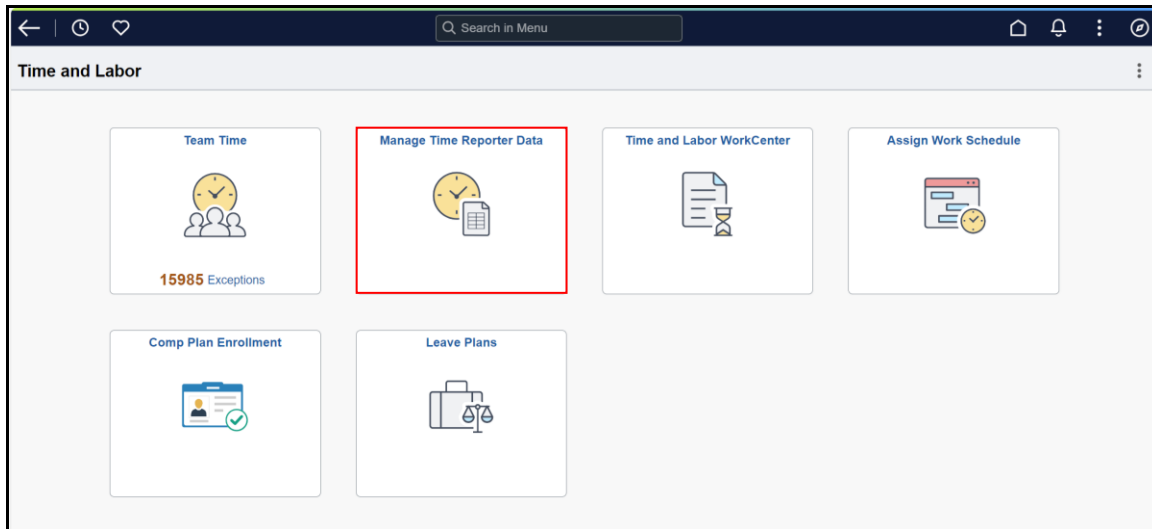 Search in Menu
Time and Labor
Team Time
Manage Time Reporter Data
Time and Labor WorkCenter
Assign Work Schedule
15985 Exceptions
Comp Plan Enrollment
Leave Plans